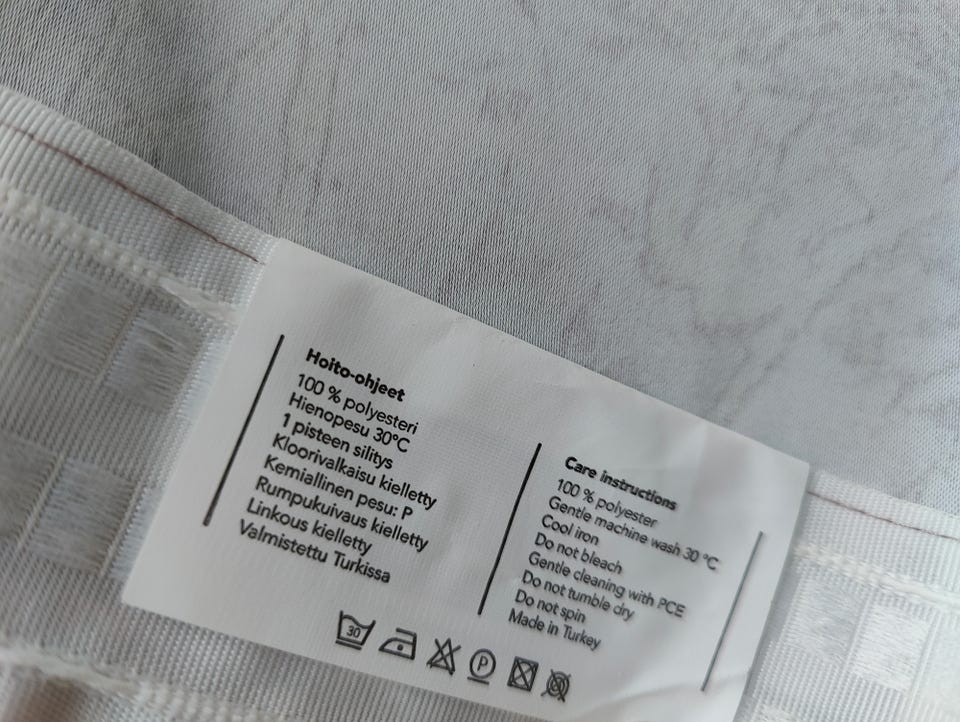 Hoito-ohjeet
100 % polyesteri
Hienopesu 30°C
1 pisteen silitys
Kloorivalkaisu kielletty
Kemiallinen pesu: P
Rumpukuivaus kielletty
Linkous kielletty
Valmistettu Turkissa
Care instructions
100 % polyester
Gentle machine wash 30 °C
Cool iron
Do not bleach
Gentle cleaning with PCE
Do not tumble dry
Do not spin
Made in Turkey
30 P